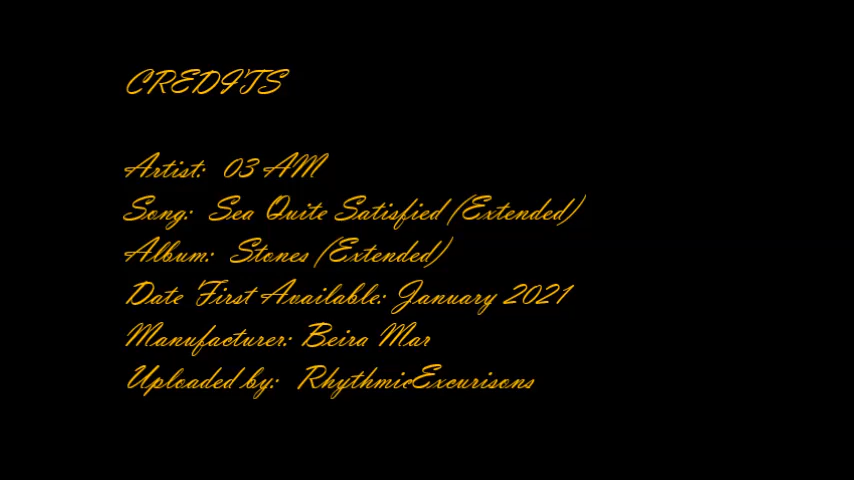 CREDITS
Artist: 03 AM
Song: Sea Quite Satisfied (Extended)
Album: Stones (Extended)
Date First Available: January 2021
Manufacturer: Beira Mar
Uploaded by: RhythmicExcurisons